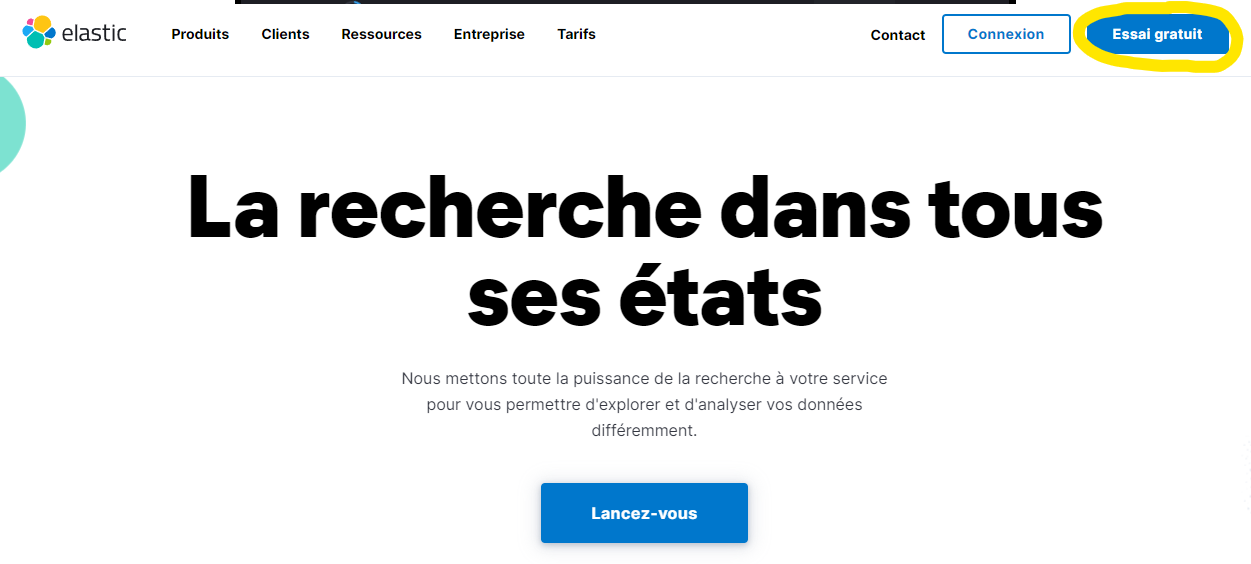 elastic
Produits
Clients
Ressources
Entreprise
Tarifs
Contact
Connexion
Essai gratuit
La recherche dans tous
ses états
Nous mettons toute la puissance de la recherche à votre service
pour vous permettre d'explorer et d'analyser vos données
différemment.
Lancez-vous